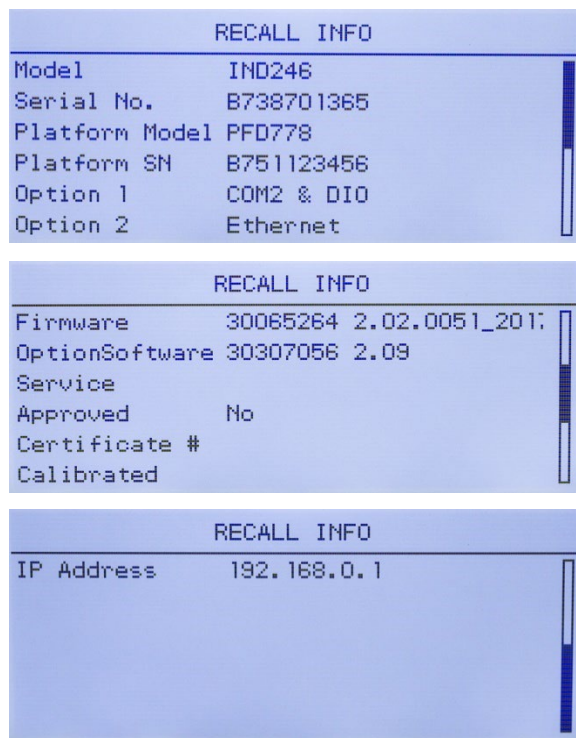 RECALL INFO
Model IND246
Serial No. B738701365
Platform Model PFD778
Platform SN B751123456
Option 1 COM2 & DIO
Option 2 Ethernet
RECALL INFO
Firmware 30065264 2.02.0051_201
OptionSoftware 30307056 2.09
Service
Approved No
Certificate #
Calibrated
RECALL INFO
IP Address 192.168.0.1